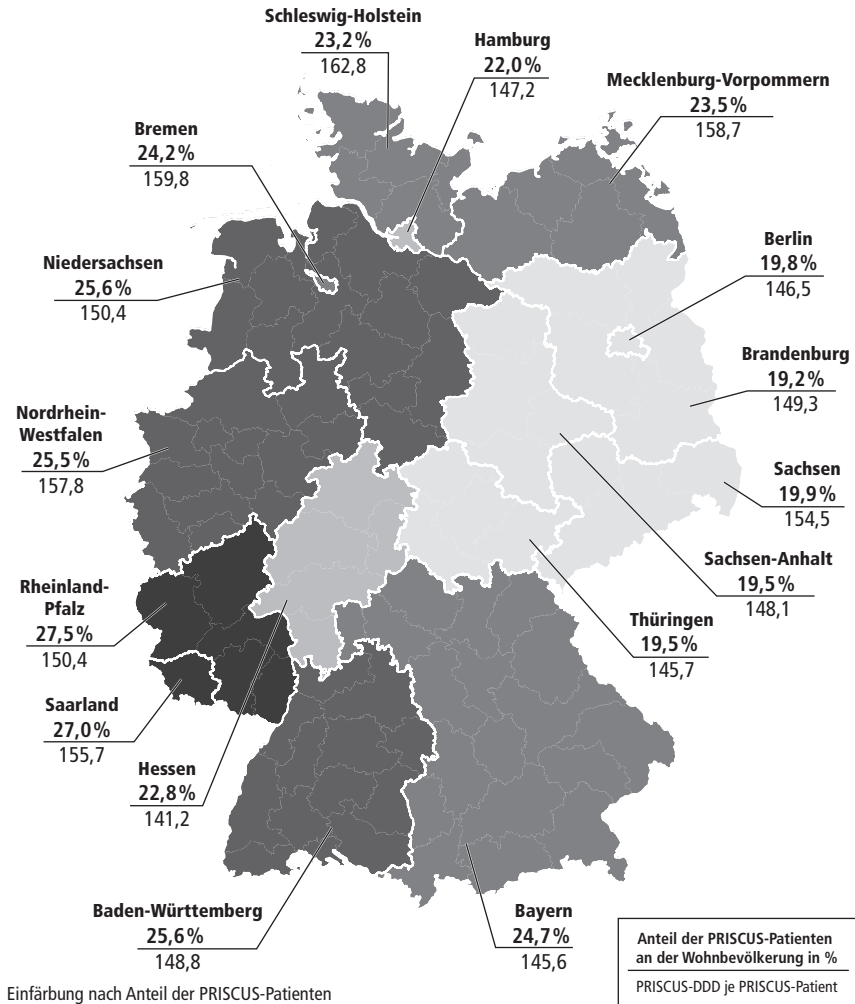 Schleswig-Holstein
23,2 %
162,8
Hamburg
22,0 %
147,2
Mecklenburg-Vorpommern
23,5 %
158,7
Bremen
24,2 %
159,8
Niedersachsen
25,6 %
150,4
Berlin
19,8 %
146,5
Brandenburg
19,2 %
149,3
Nordrhein-
Westfalen
25,5 %
157,8
Sachsen
19,9 %
154,5
Sachsen-Anhalt
19,5 %
148,1
Rheinland-
Pfalz
27,5 %
150,4
Thüringen
19,5 %
145,7
Saarland
27,0 %
155,7
Hessen
22,8 %
141,2
Baden-Württemberg
25,6 %
148,8
Bayern
24,7 %
145,6
Anteil der PRISCUS-Patienten
an der Wohnbevölkerung in %
PRISCUS-DDD je PRISCUS-Patient
Einfärbung nach Anteil der PRISCUS-Patienten